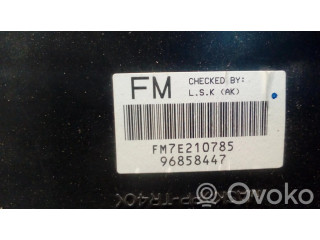 FM CHECKED BY:
L.S.K (AK)
FM7E210785
96858447
OVOKO